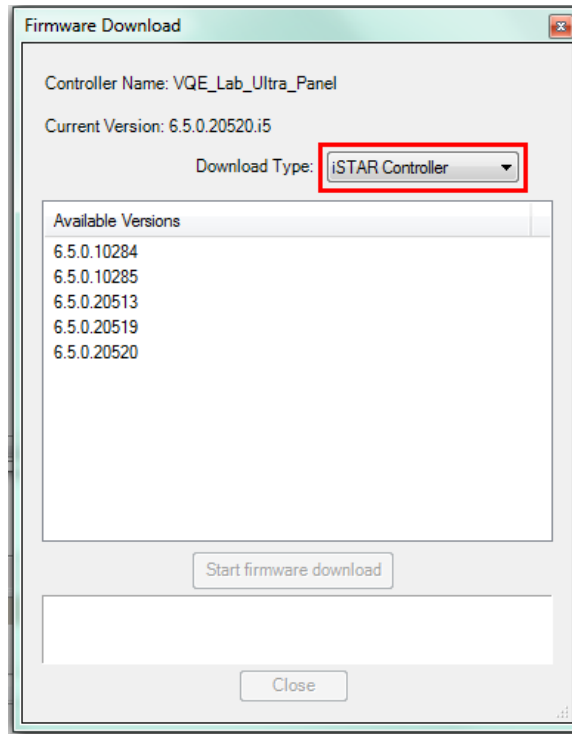 Firmware Download
Controller Name: VQE_Lab_Ultra_Panel
Current Version: 6.5.0.20520.i5
Download Type: iSTAR Controller
Available Versions
6.5.0.10284
6.5.0.10285
6.5.0.20513
6.5.0.20519
6.5.0.20520
Start firmware download
Close